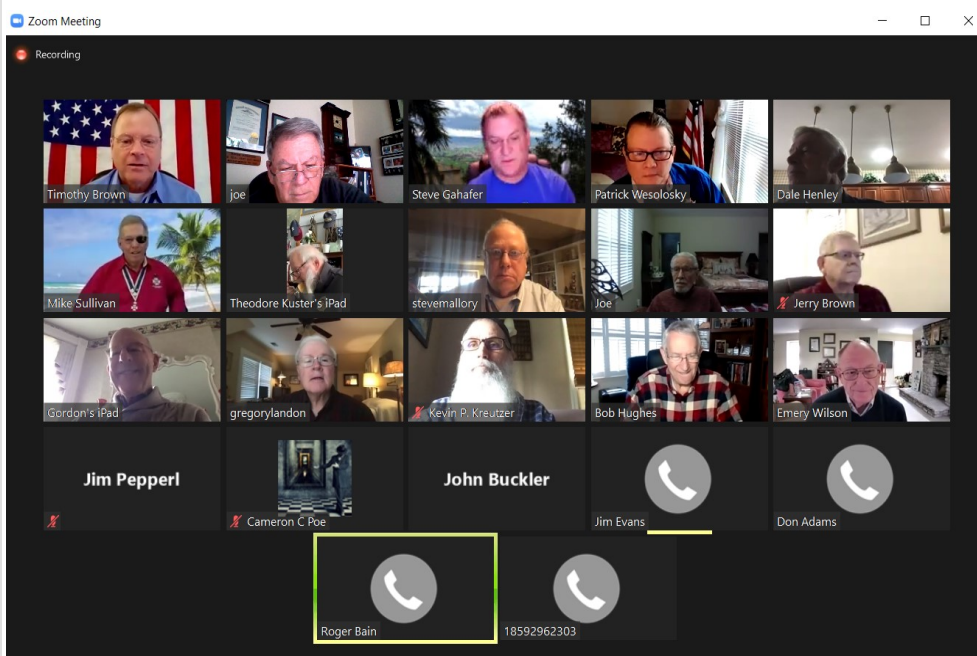 Zoom Meeting
Recording
Timothy Brown
joe
Steve Gahafer
Patrick Wesolosky
Dale Henley
Mike Sullivan
Theodore Kuster's iPad
stevemallory
Joe
Jerry Brown
Gordon's iPad
gregorylandon
Kevin P. Kreutzer
Bob Hughes
Emery Wilson
Jim Pepperl
Cameron C Poe
John Buckler
Jim Evans
Don Adams
Roger Bain
18592962303